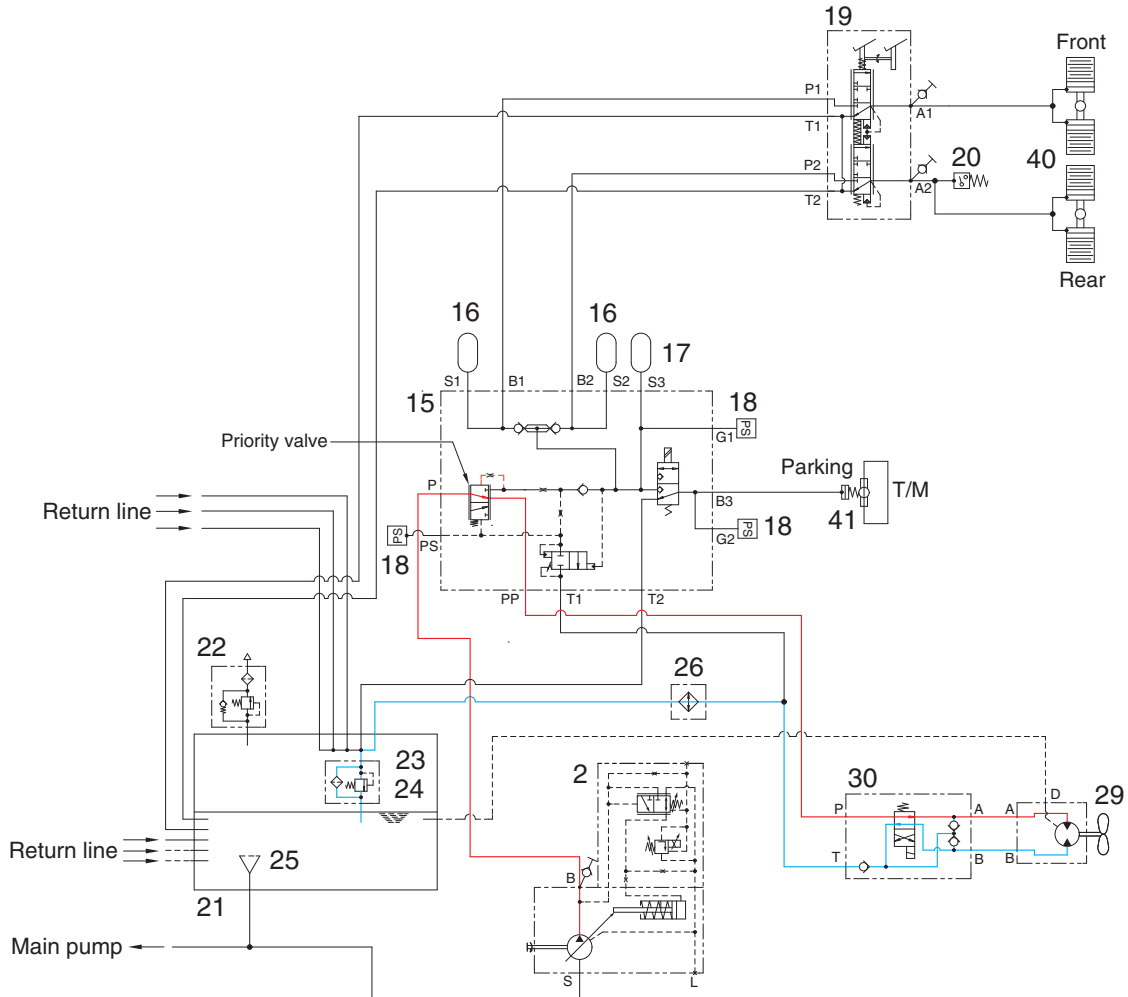 19
Front
P1
T1
A1
20
40
P2
A2
T2
Rear
16
16
17
S1
B1
B2
S2
S3
15
18
PS
G1
Priority valve
P
Parking
T/M
B3
Return line
41
PS
PS
18
PS
18
G2
PP
T1
T2
22
26
23
24
2
30
D
29
P
A
A
T
B
B
Return line
25
21
B
Main pump
S
L